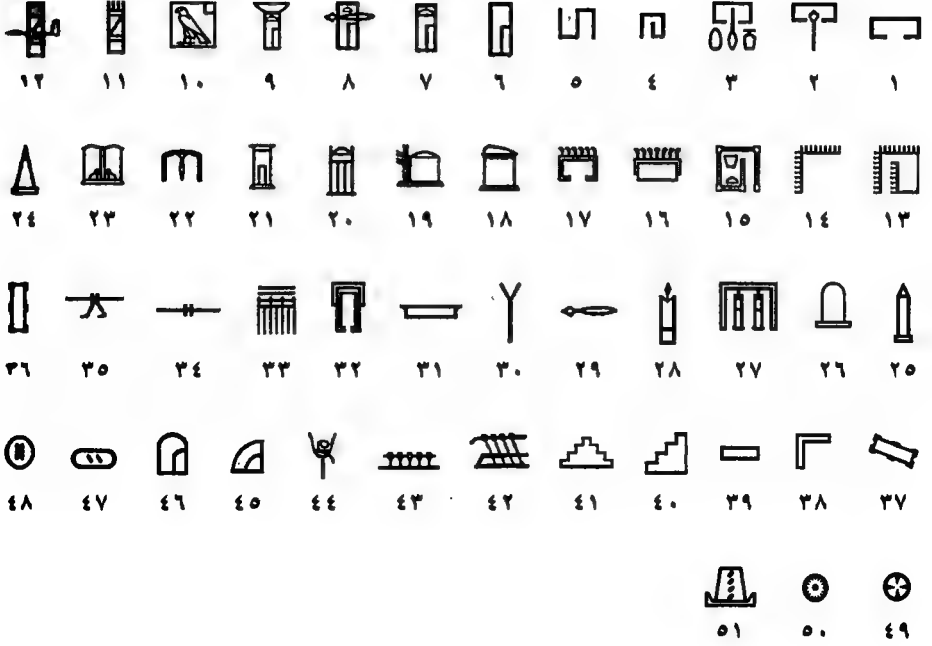 ١ ٢ ٣ ٤ ٥ ٦ ٧ ٨ ٩ ١٠ ١١ ١٢
١٣ ١٤ ١٥ ١٦ ١٧ ١٨ ١٩ ٢٠ ٢١ ٢٢ ٢٣ ٢٤
٢٥ ٢٦ ٢٧ ٢٨ ٢٩ ٣٠ ٣١ ٣٢ ٣٣ ٣٤ ٣٥ ٣٦
٣٧ ٣٨ ٣٩ ٤٠ ٤١ ٤٢ ٤٣ ٤٤ ٤٥ ٤٦ ٤٧ ٤٨
٤٩ ٥٠ ٥١